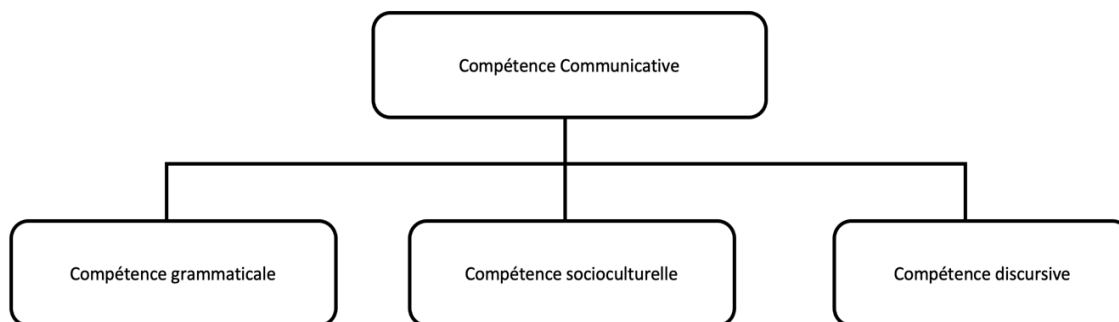 Compétence Communicative
Compétence grammaticale
Compétence socioculturelle
Compétence discursive